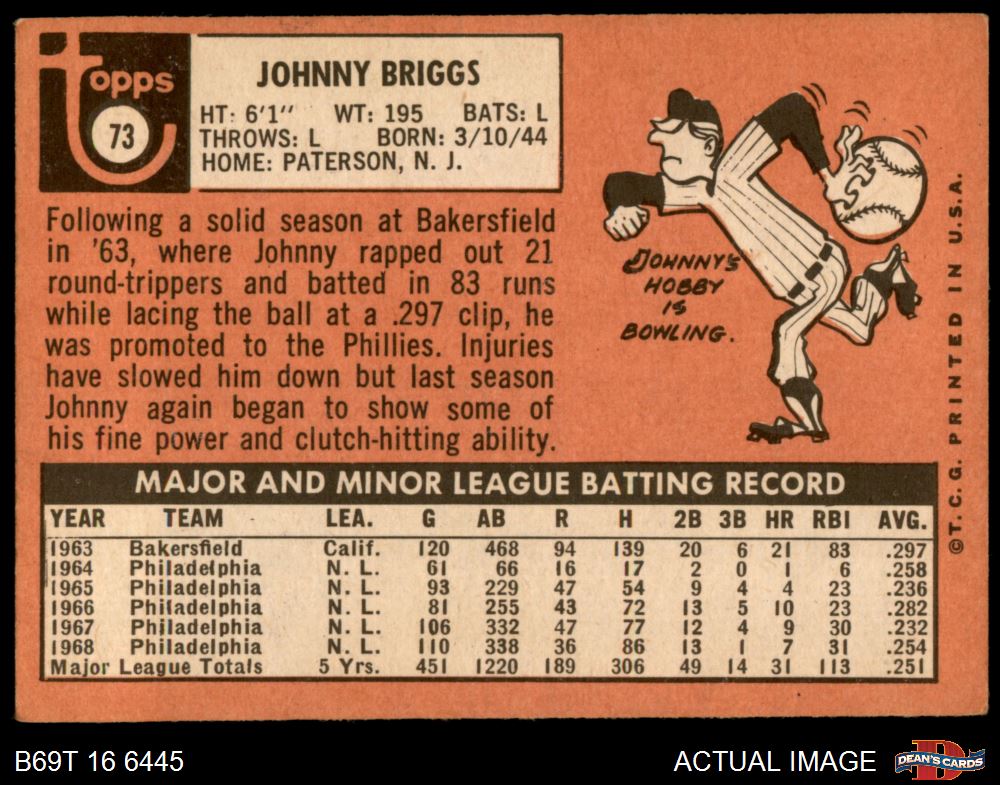 Topps
73
JOHNNY BRIGGS
HT: 6'1'' WT: 195 BATS: L
THROWS: L BORN: 3/10/44
HOME: PATERSON, N. J.
Following a solid season at Bakersfield
in '63, where Johnny rapped out 21
round-trippers and batted in 83 runs
while lacing the ball at a .297 clip, he
was promoted to the Phillies. Injuries
have slowed him down but last season
Johnny again began to show some of
his fine power and clutch-hitting ability.
JOHNNY'S
HOBBY
IS
BOWLING.
©T.C.G. PRINTED IN U.S.A.
MAJOR AND MINOR LEAGUE BATTING RECORD
YEAR TEAM LEA. G AB R H 2B 3B HR RBI AVG.
1963 Bakersfield Calif. 120 468 94 139 20 6 21 83 .297
1964 Philadelphia N. L. 61 66 16 17 2 0 1 6 .258
1965 Philadelphia N. L. 93 229 47 54 9 4 4 23 .236
1966 Philadelphia N. L. 81 255 43 72 13 5 10 23 .282
1967 Philadelphia N. L. 106 332 47 77 12 4 9 30 .232
1968 Philadelphia N. L. 110 338 36 86 13 1 7 31 .254
Major League Totals 5 Yrs. 451 1220 189 306 49 14 31 113 .251
B69T 16 6445
ACTUAL IMAGE
DEAN'S CARDS